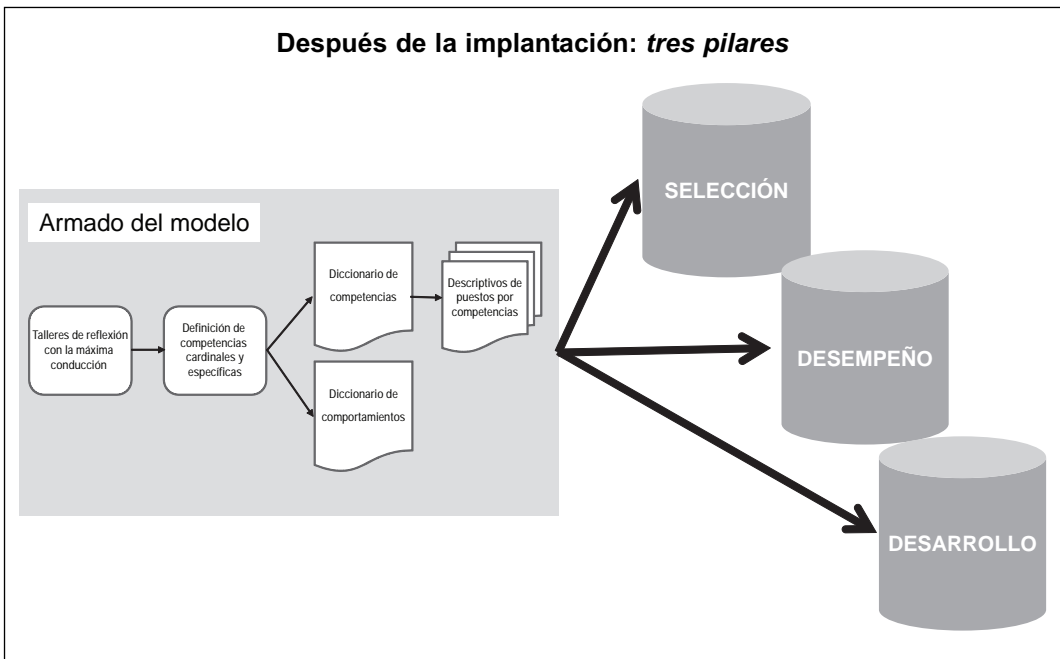 Después de la implantación: tres pilares
Armado del modelo
Talleres de reflexión
con la máxima
conducción
Definición de
competencias
cardinales y
específicas
Diccionario de
competencias
Descriptivos de
puestos por
competencias
Diccionario de
comportamientos
SELECCIÓN
DESEMPEÑO
DESARROLLO